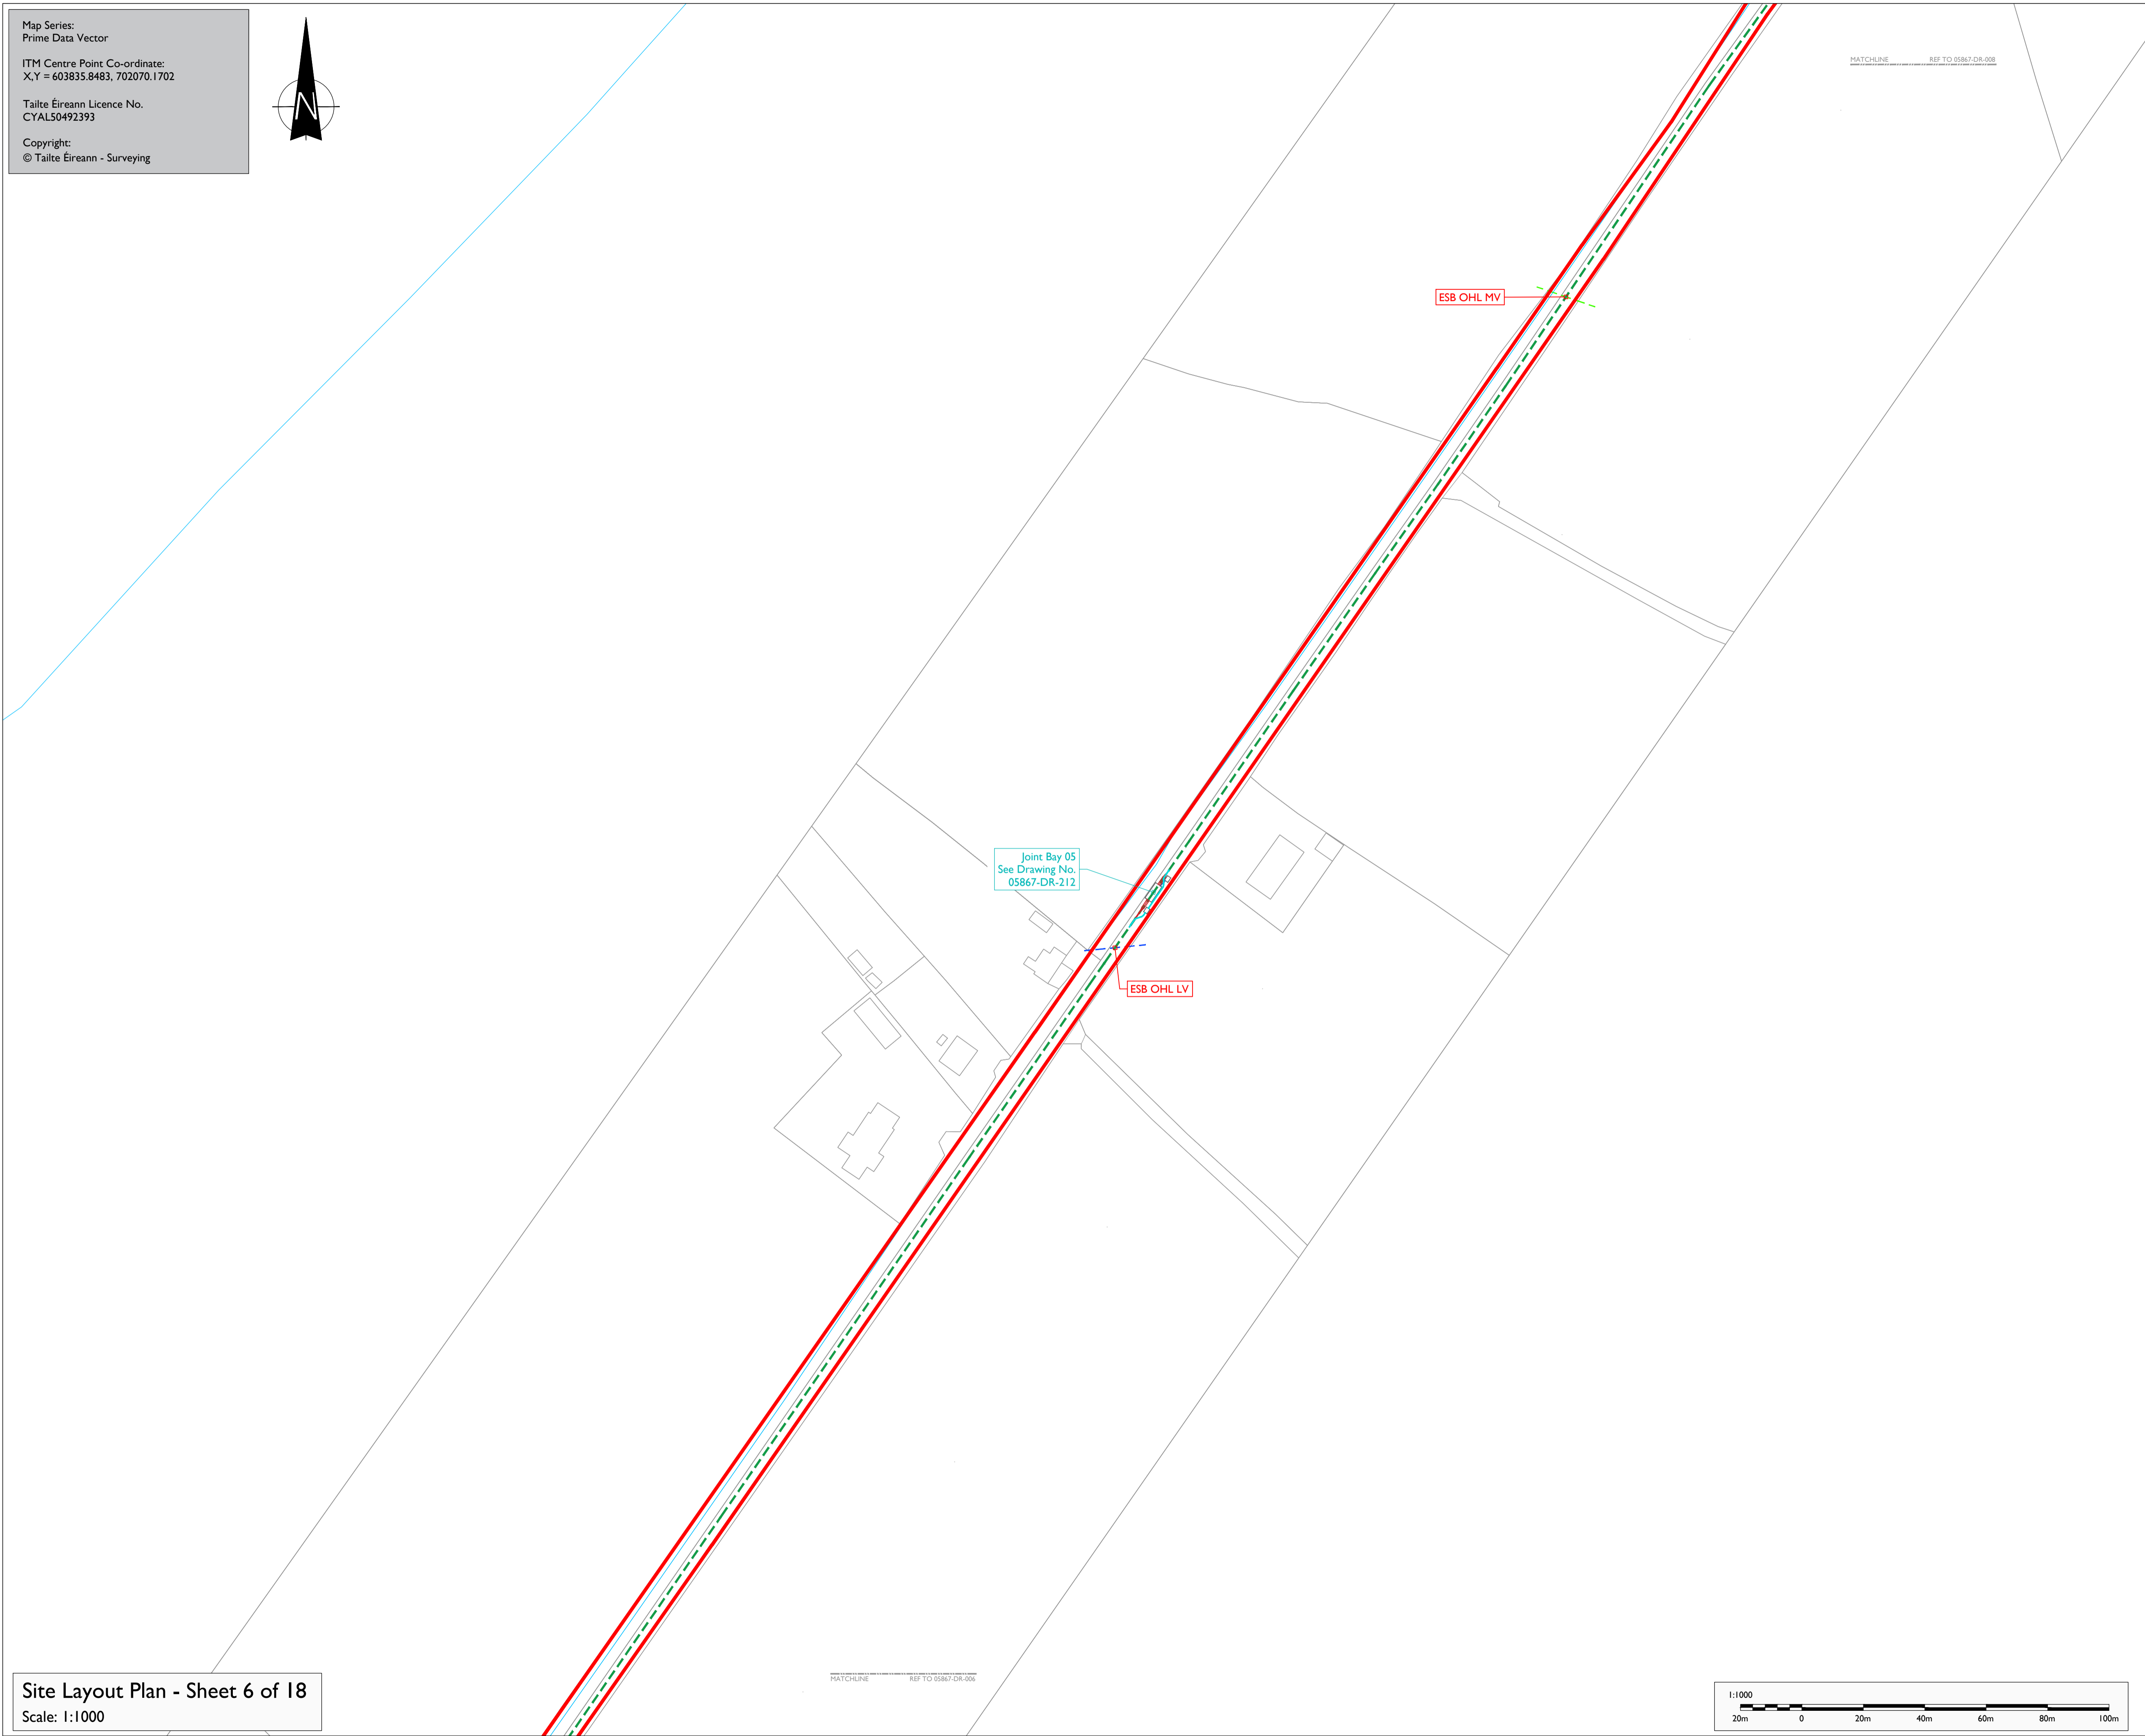 Map Series:
Prime Data Vector
ITM Centre Point Co-ordinate:
X,Y = 603835.8483, 702070.1702
Tailte Éireann Licence No.
CYAL50492393
Copyright:
© Tailte Éireann - Surveying
N
MATCHLINE REF TO 05867-DR-008
ESB OHL MV
Joint Bay 05
See Drawing No.
05867-DR-212
ESB OHL LV
MATCHLINE REF TO 05867-DR-006
Site Layout Plan - Sheet 6 of 18
Scale: 1:1000
1:1000
20m 0 20m 40m 60m 80m 100m